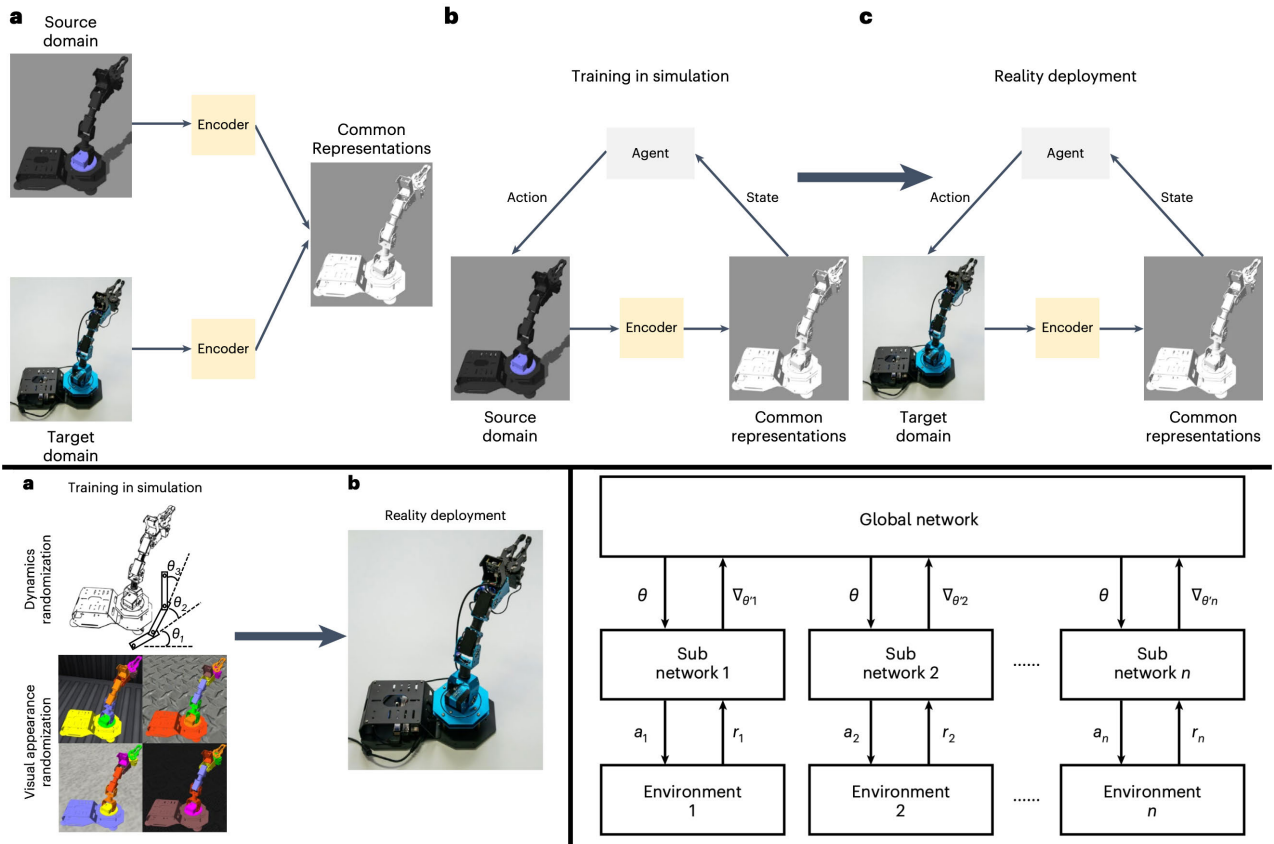 a
Source
domain
Encoder
Common
Representations
Encoder
Target
domain
b
Training in simulation
Agent
Action
State
Encoder
Source
domain
Common
representations
c
Reality deployment
Agent
Action
State
Encoder
Target
domain
Common
representations
a
Training in simulation
Dynamics
randomization
θ3
θ2
θ1
Visual appearance
randomization
b
Reality deployment
Global network
θ
∇θ′1
θ
∇θ′2
θ
∇θ′n
Sub
network 1
Sub
network 2
......
Sub
network n
a1
r1
a2
r2
an
rn
Environment
1
Environment
2
......
Environment
n